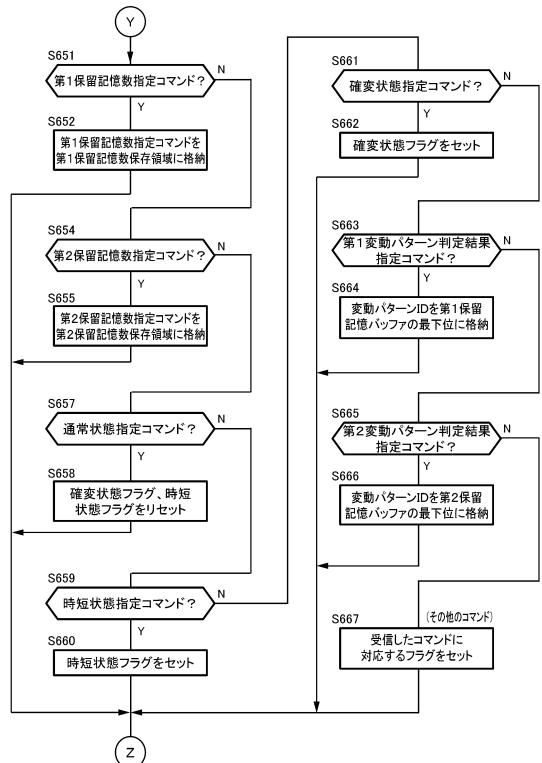 Y
S651
第1保留記憶数指定コマンド？
N
Y
S652
第1保留記憶数指定コマンドを
第1保留記憶数保存領域に格納
S654
第2保留記憶数指定コマンド？
N
Y
S655
第2保留記憶数指定コマンドを
第2保留記憶数保存領域に格納
S657
通常状態指定コマンド？
N
Y
S658
確変状態フラグ、時短
状態フラグをリセット
S659
時短状態指定コマンド？
N
Y
S660
時短状態フラグをセット
Z
S661
確変状態指定コマンド？
N
Y
S662
確変状態フラグをセット
S663
第1変動パターン判定結果
指定コマンド？
N
Y
S664
変動パターンIDを第1保留
記憶バッファの最下位に格納
S665
第2変動パターン判定結果
指定コマンド？
N
Y
S666
変動パターンIDを第2保留
記憶バッファの最下位に格納
S667
(その他のコマンド)
受信したコマンドに
対応するフラグをセット